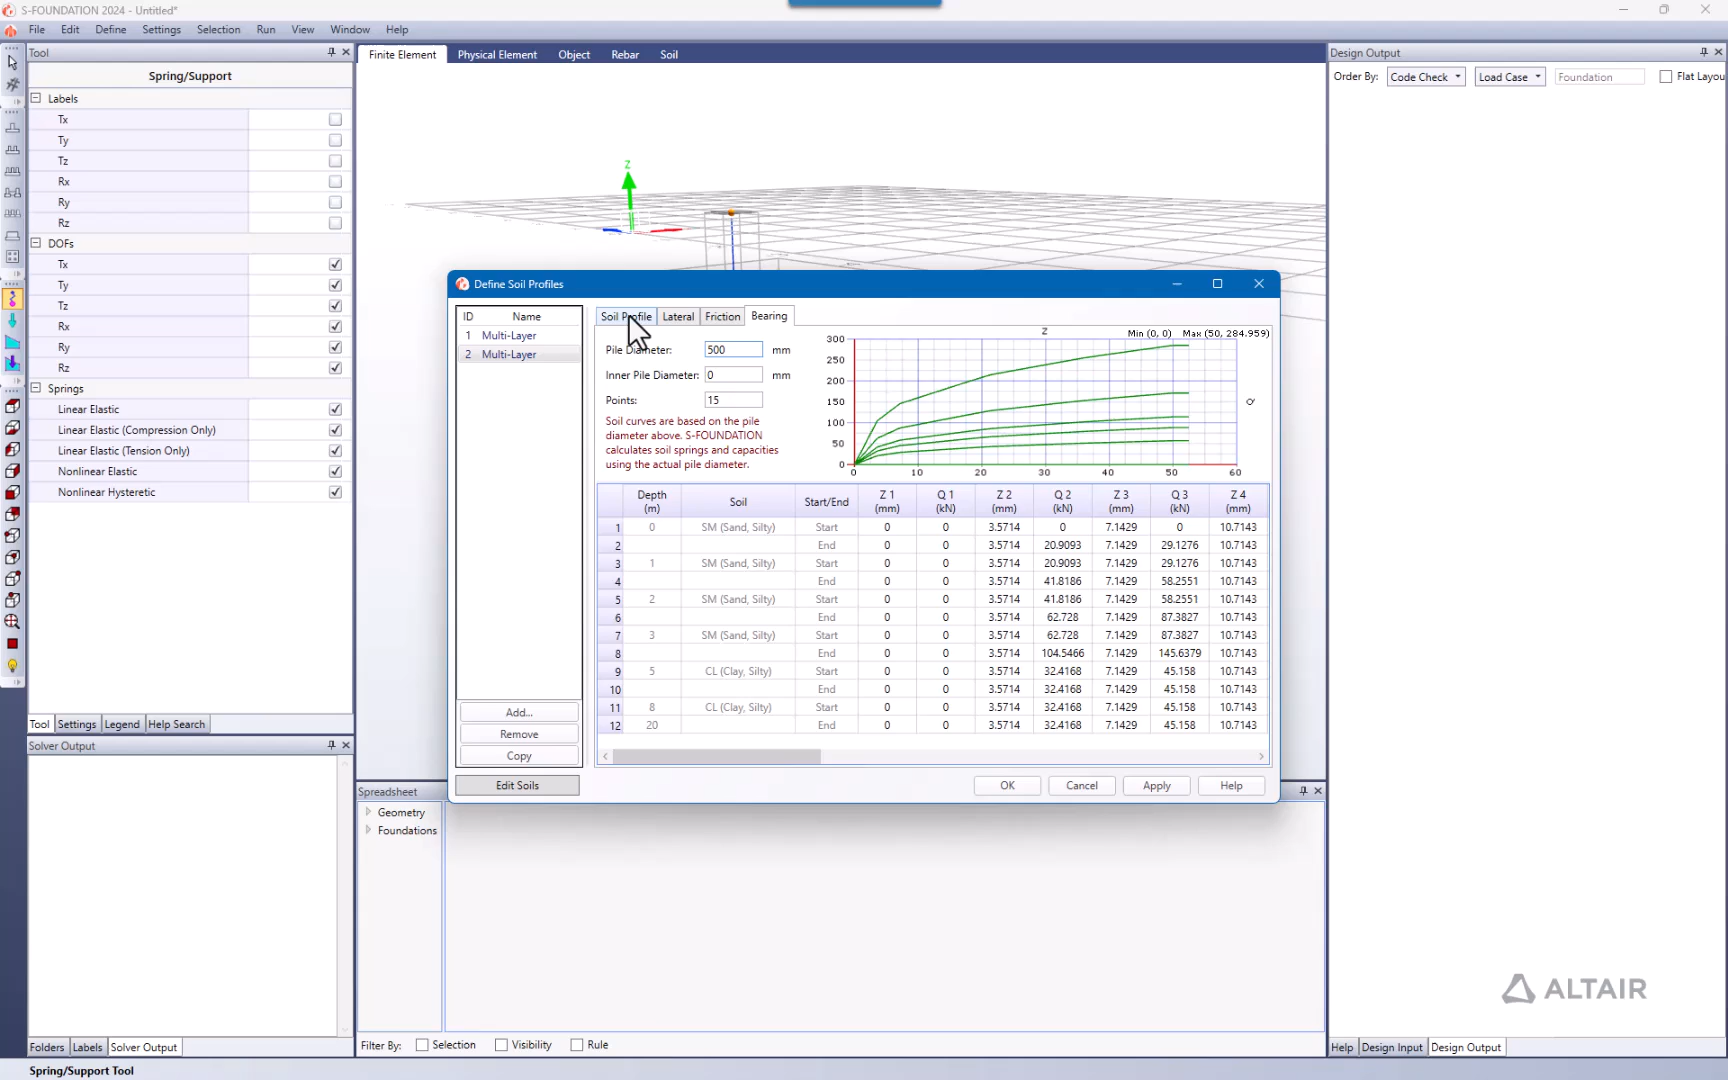 S-FOUNDATION 2024 - Untitled*
File Edit Define Settings Selection Run View Window Help
Tool
Spring/Support
Labels
Tx
Ty
Tz
Rx
Ry
Rz
DOFs
Tx
Ty
Tz
Rx
Ry
Rz
Springs
Linear Elastic
Linear Elastic (Compression Only)
Linear Elastic (Tension Only)
Nonlinear Elastic
Nonlinear Hysteretic
Tool Settings Legend Help Search
Solver Output
Folders Labels Solver Output
Spring/Support Tool
Finite Element Physical Element Object Rebar Soil
Z
Define Soil Profiles
ID Name
1 Multi-Layer
2 Multi-Layer
Add...
Remove
Copy
Edit Soils
Soil Profile Lateral Friction Bearing
Pile Diameter: 500 mm
Inner Pile Diameter: 0 mm
Points: 15
Soil curves are based on the pile
diameter above. S-FOUNDATION
calculates soil springs and capacities
using the actual pile diameter.
Z Min (0, 0) Max (50, 284.959)
300
250
200
150
100
50
0
0 10 20 30 40 50 60
Q
Depth (m) Soil Start/End Z 1 (mm) Q 1 (kN) Z 2 (mm) Q 2 (kN) Z 3 (mm) Q 3 (kN) Z 4 (mm)
1 0 SM (Sand, Silty) Start 0 0 3.5714 0 7.1429 0 10.7143
2 End 0 0 3.5714 20.9093 7.1429 29.1276 10.7143
3 1 SM (Sand, Silty) Start 0 0 3.5714 20.9093 7.1429 29.1276 10.7143
4 End 0 0 3.5714 41.8186 7.1429 58.2551 10.7143
5 2 SM (Sand, Silty) Start 0 0 3.5714 41.8186 7.1429 58.2551 10.7143
6 End 0 0 3.5714 62.728 7.1429 87.3827 10.7143
7 3 SM (Sand, Silty) Start 0 0 3.5714 62.728 7.1429 87.3827 10.7143
8 End 0 0 3.5714 104.5466 7.1429 145.6379 10.7143
9 5 CL (Clay, Silty) Start 0 0 3.5714 32.4168 7.1429 45.158 10.7143
10 End 0 0 3.5714 32.4168 7.1429 45.158 10.7143
11 8 CL (Clay, Silty) Start 0 0 3.5714 32.4168 7.1429 45.158 10.7143
12 20 End 0 0 3.5714 32.4168 7.1429 45.158 10.7143
OK Cancel Apply Help
Spreadsheet
Geometry
Foundations
Filter By: Selection Visibility Rule
Design Output
Order By: Code Check Load Case Foundation Flat Layou
ALTAIR
Help Design Input Design Output